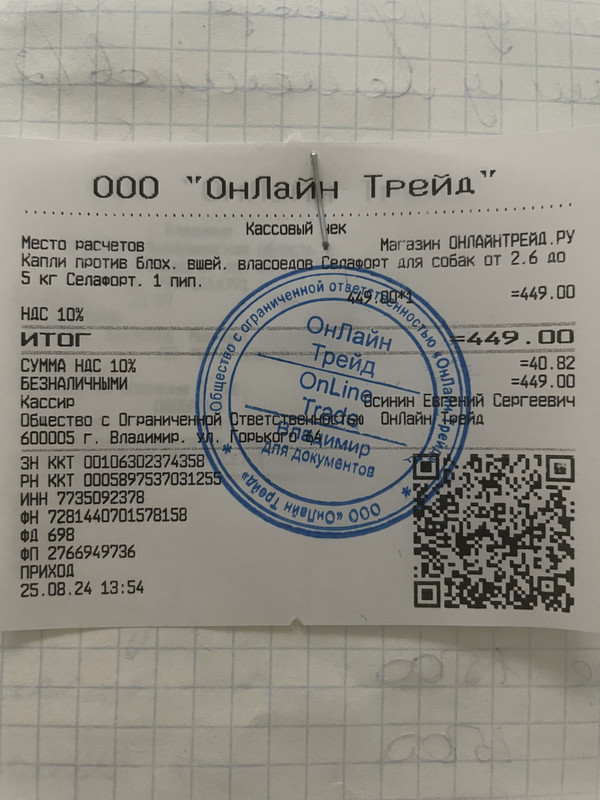 ООО "ОнЛайн Трейд"
Кассовый чек
Место расчетов Магазин ОНЛАЙНТРЕЙД.РУ
Капли против блох. вшей. власоедов Селафорт для собак от 2.6 до
5 кг Селафорт. 1 пип.
449.00*1 =449.00
НДС 10%
ИТОГ =449.00
СУММА НДС 10% =40.82
БЕЗНАЛИЧНЫМИ =449.00
Кассир Евгений Сергеевич
Общество с Ограниченной Ответственностью ОнЛайн Трейд
600005 г. Владимир. ул. Горького
ЗН ККТ 00106302374358
РН ККТ 0005897537031255
ИНН 7735092378
ФН 7281440701578158
ФД 698
ФП 2766949736
ПРИХОД
25.08.24 13:54
Общество с ограниченной ответственностью «ОнЛайн Трейд»
ОнЛайн
Трейд
OnLine
Trade
Владимир
для документов
ООО «ОнЛайн Трейд»